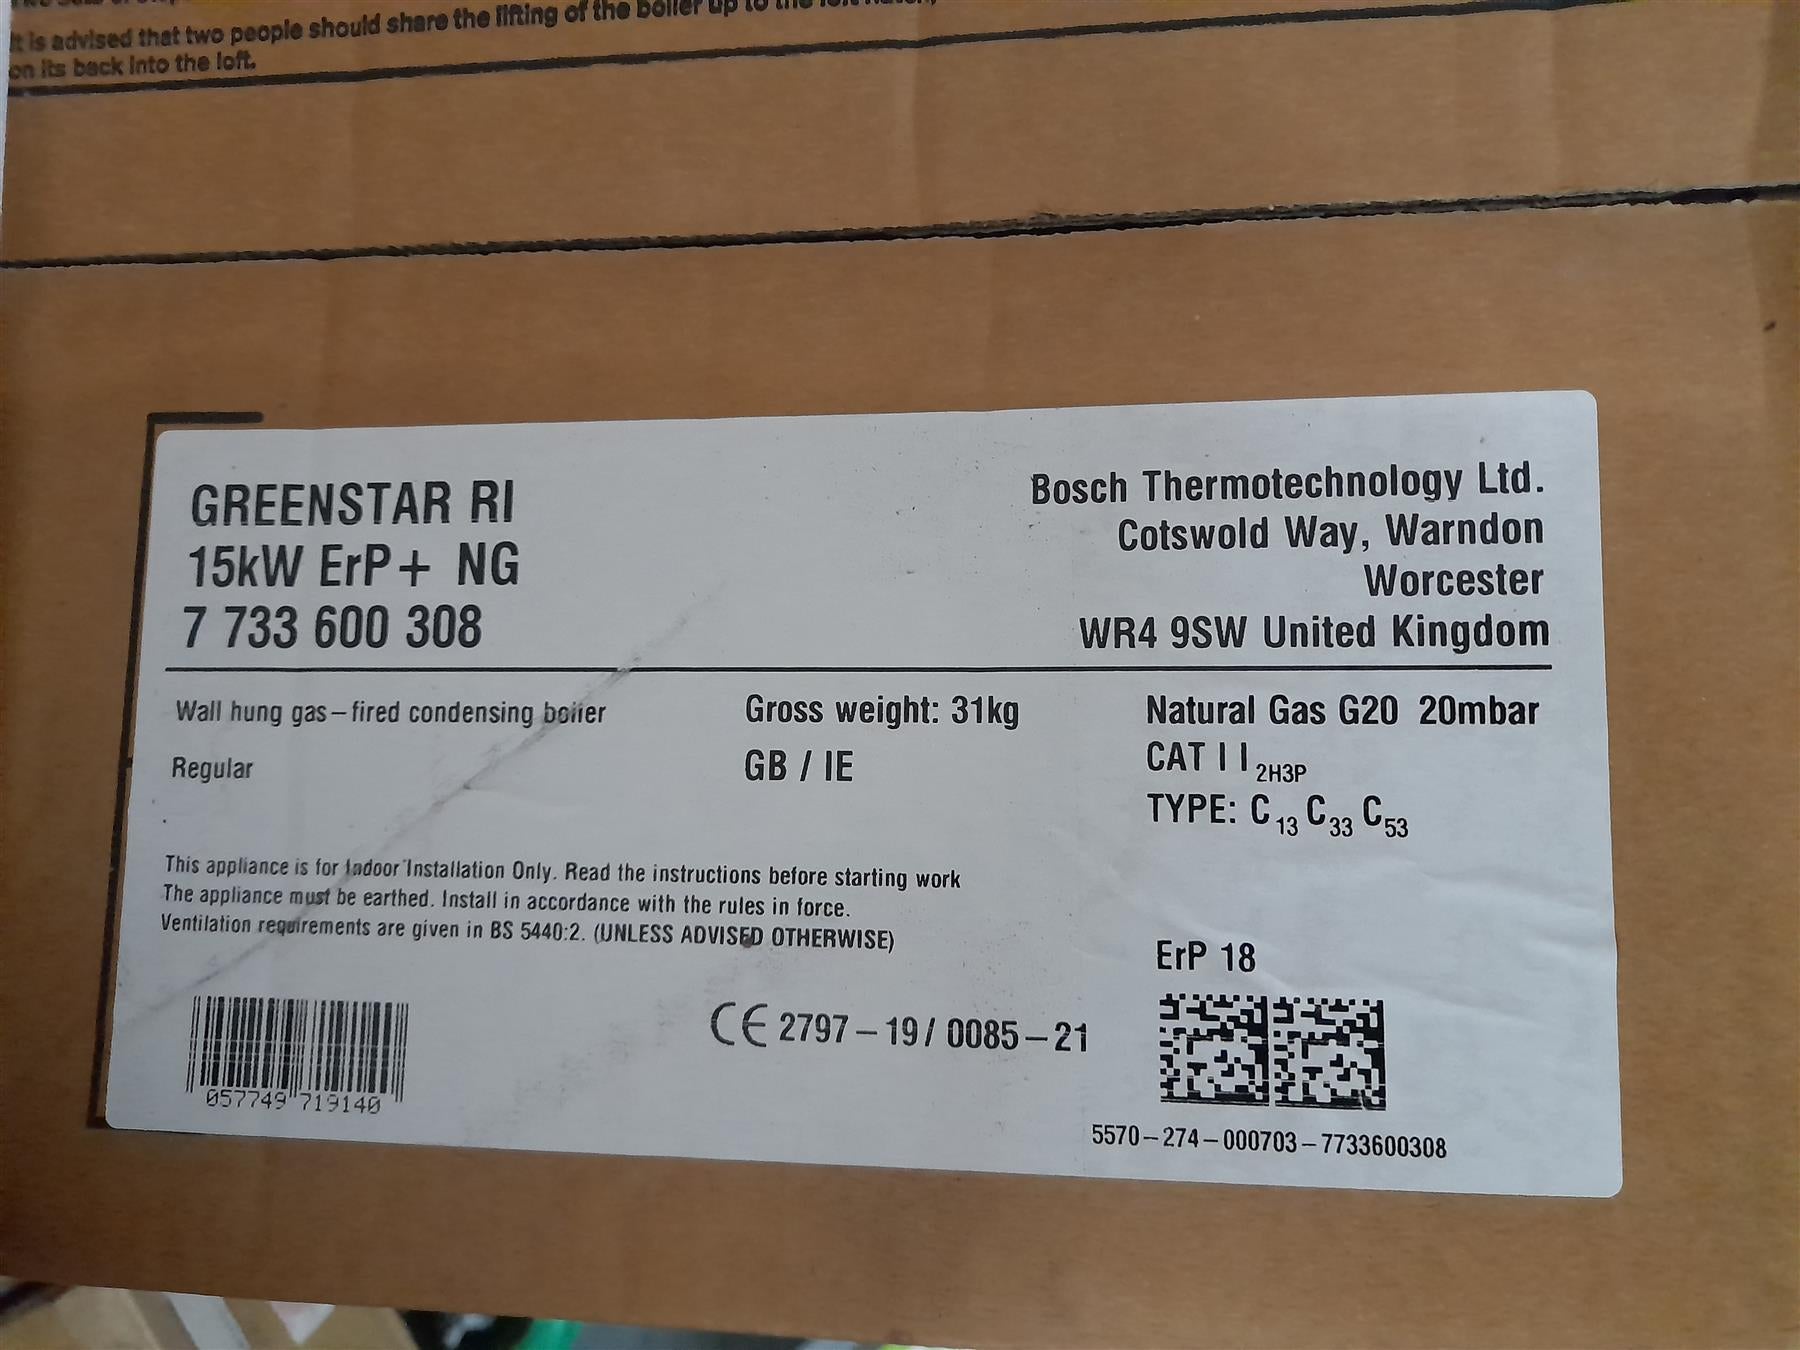 It is advised that two people should share the lifting of the boiler up to the
on its back into the loft.
GREENSTAR RI
15kW ErP+ NG
7 733 600 308
Bosch Thermotechnology Ltd.
Cotswold Way, Warndon
Worcester
WR4 9SW United Kingdom
Wall hung gas-fired condensing boiler
Regular
Gross weight: 31kg
GB / IE
Natural Gas G20 20mbar
CAT I I 2H3P
TYPE: C13 C33 C53
This appliance is for Indoor Installation Only. Read the instructions before starting work
The appliance must be earthed. Install in accordance with the rules in force.
Ventilation requirements are given in BS 5440:2. (UNLESS ADVISED OTHERWISE)
ErP 18
057749 719140
CE 2797-19/ 0085-21
5570-274-000703-7733600308